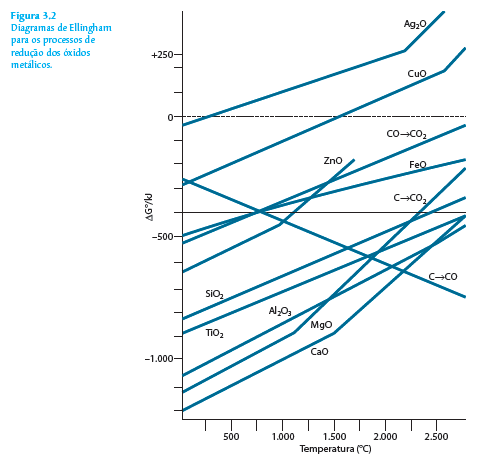 Figura 3.2
Diagramas de Ellingham
para os processos de
redução dos óxidos
metálicos.
Ag₂O
+250
CuO
0
CO→CO₂
ZnO
FeO
C→CO₂
ΔG°/kJ
−500
C→CO
SiO₂
Al₂O₃
MgO
TiO₂
CaO
−1.000
500 1.000 1.500 2.000 2.500
Temperatura (°C)